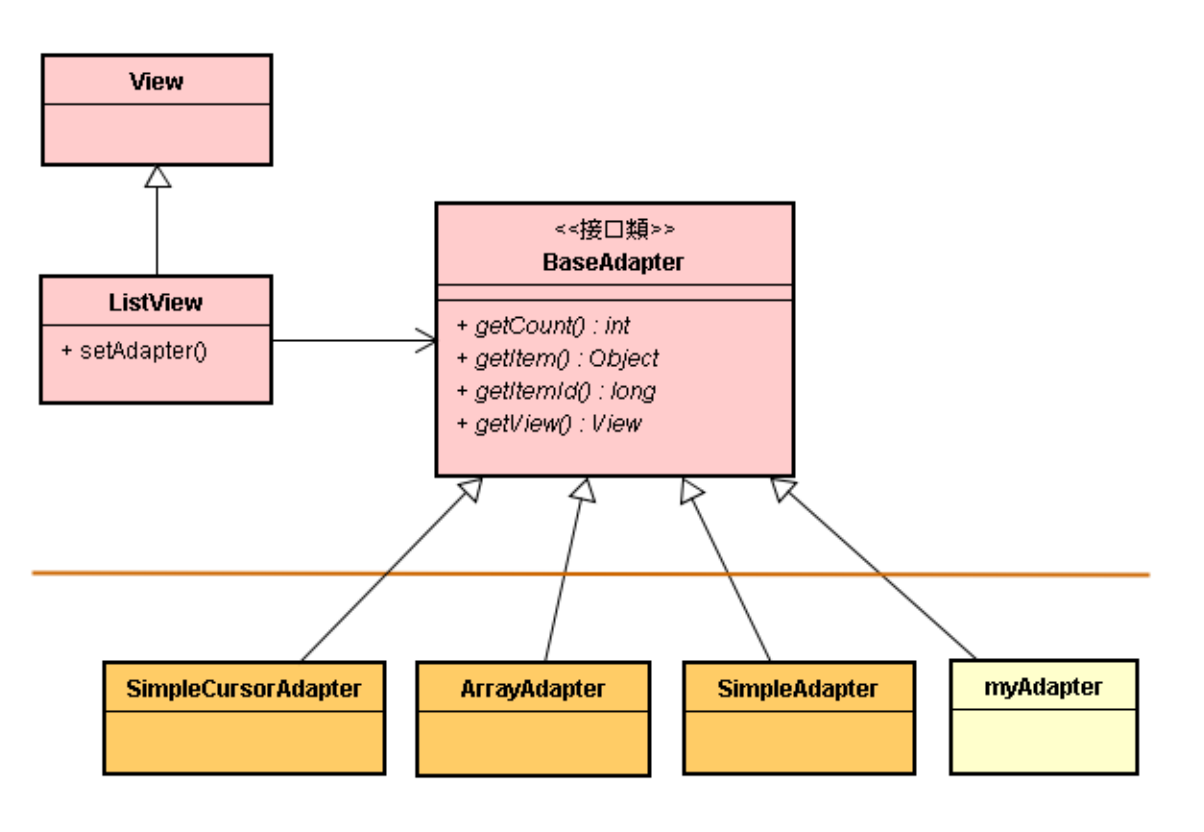 View
ListView
+ setAdapter()
<<接口類>>
BaseAdapter
+ getCount() : int
+ getItem() : Object
+ getItemId() : long
+ getView() : View
SimpleCursorAdapter
ArrayAdapter
SimpleAdapter
myAdapter